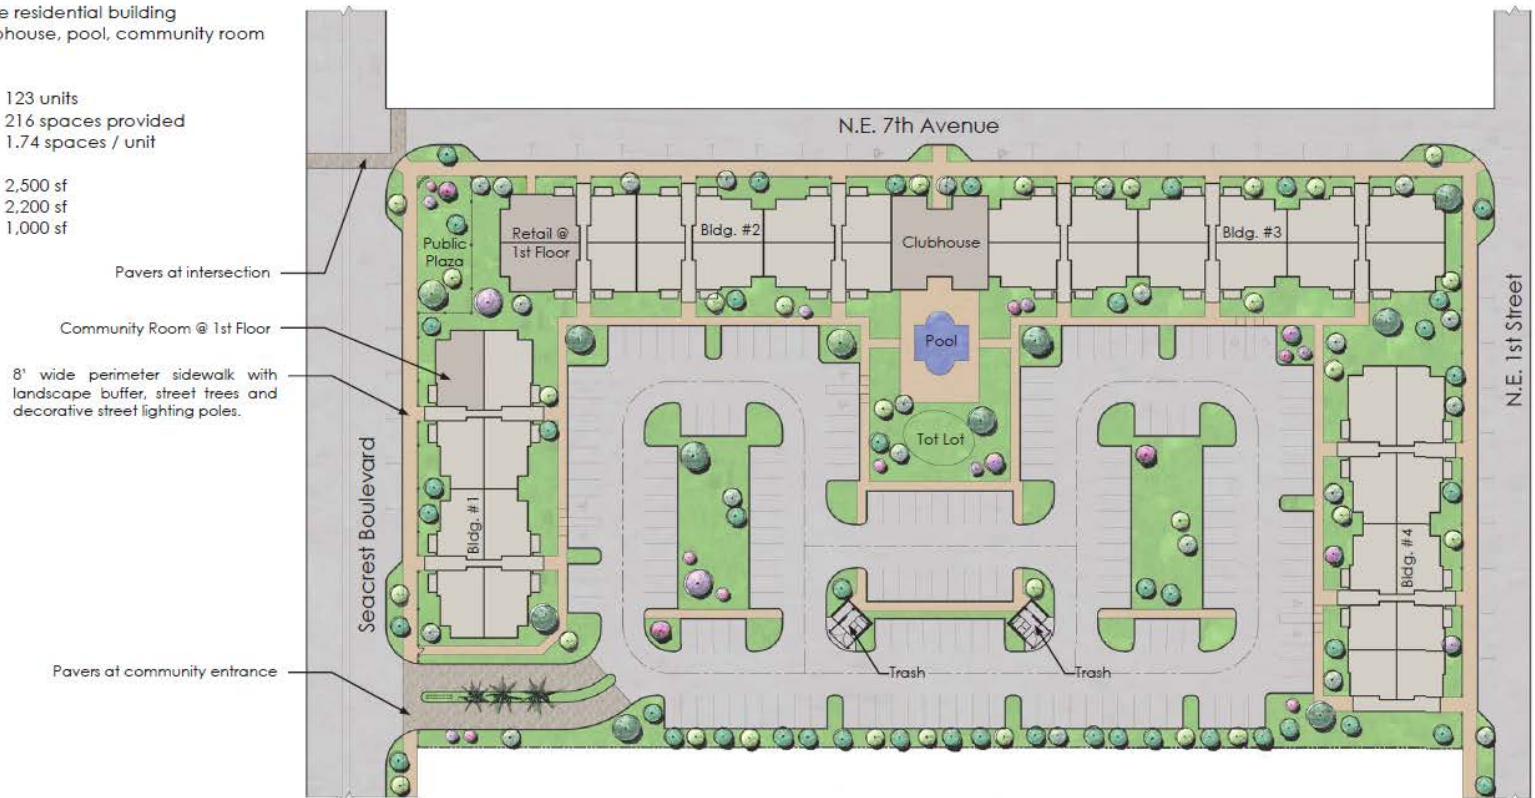 residential building
house, pool, community room
123 units
216 spaces provided
1.74 spaces / unit
2,500 sf
2,200 sf
1,000 sf
N.E. 7th Avenue
Pavers at intersection
Community Room @ 1st Floor
8' wide perimeter sidewalk with
landscape buffer, street trees and
decorative street lighting poles.
Pavers at community entrance
Public
Plaza
Retail @
1st Floor
Bldg. #2
Clubhouse
Bldg. #3
Pool
Tot Lot
Bldg. #1
Bldg. #4
Trash
Trash
Seacrest Boulevard
N.E. 1st Street